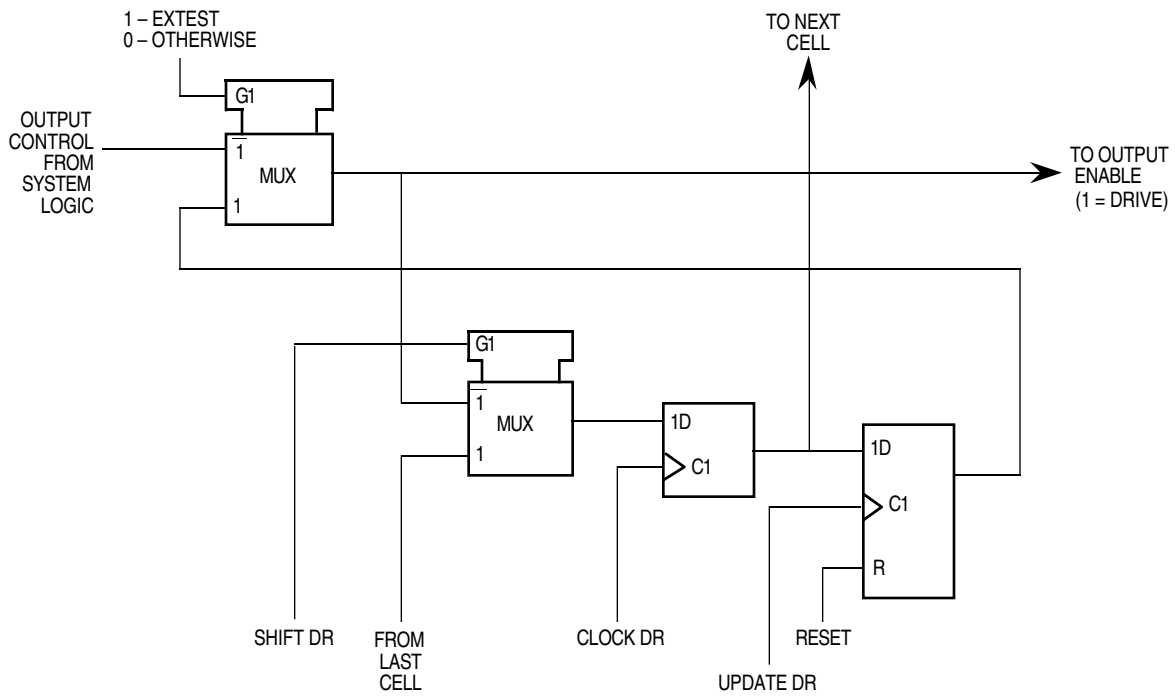 1 – EXTEST
0 – OTHERWISE
TO NEXT
CELL
G1
OUTPUT
CONTROL
FROM
SYSTEM
LOGIC
1
MUX
1
TO OUTPUT
ENABLE
(1 = DRIVE)
G1
1
MUX
1
1D
C1
1D
C1
R
SHIFT DR
FROM
LAST
CELL
CLOCK DR
RESET
UPDATE DR